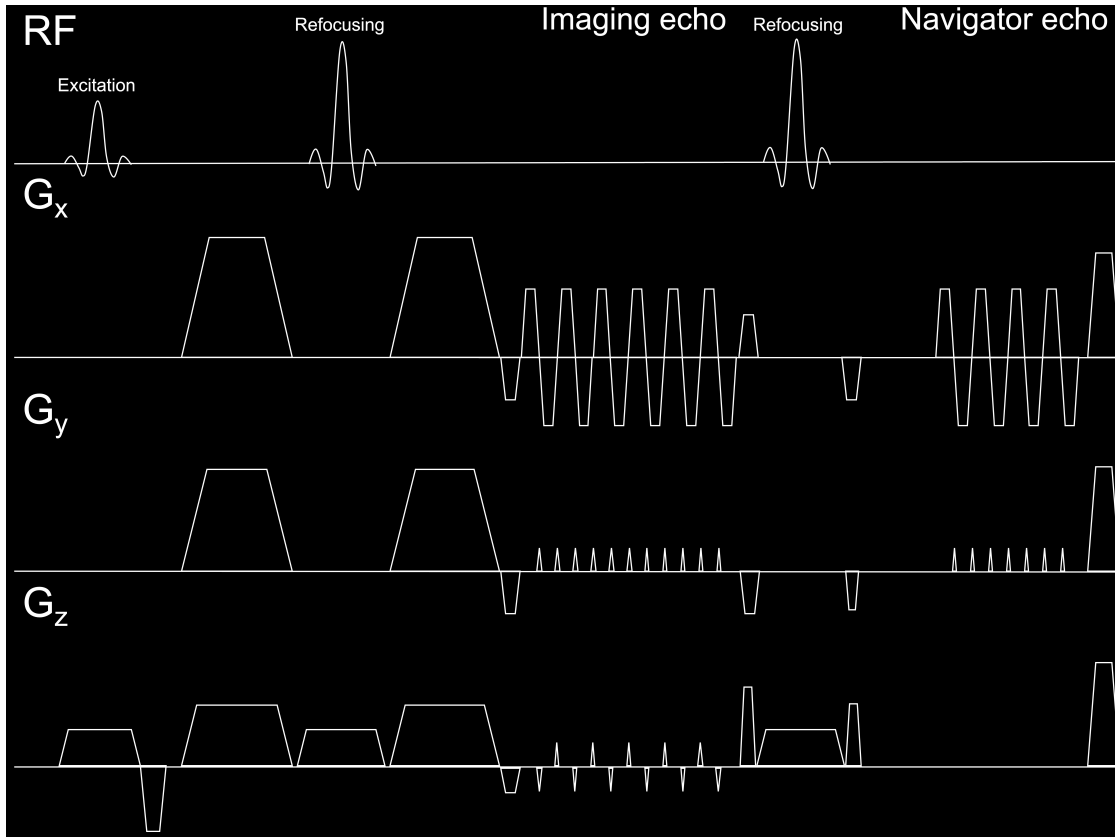 RF
Excitation
Refocusing
Imaging echo
Refocusing
Navigator echo
Gx
Gy
Gz